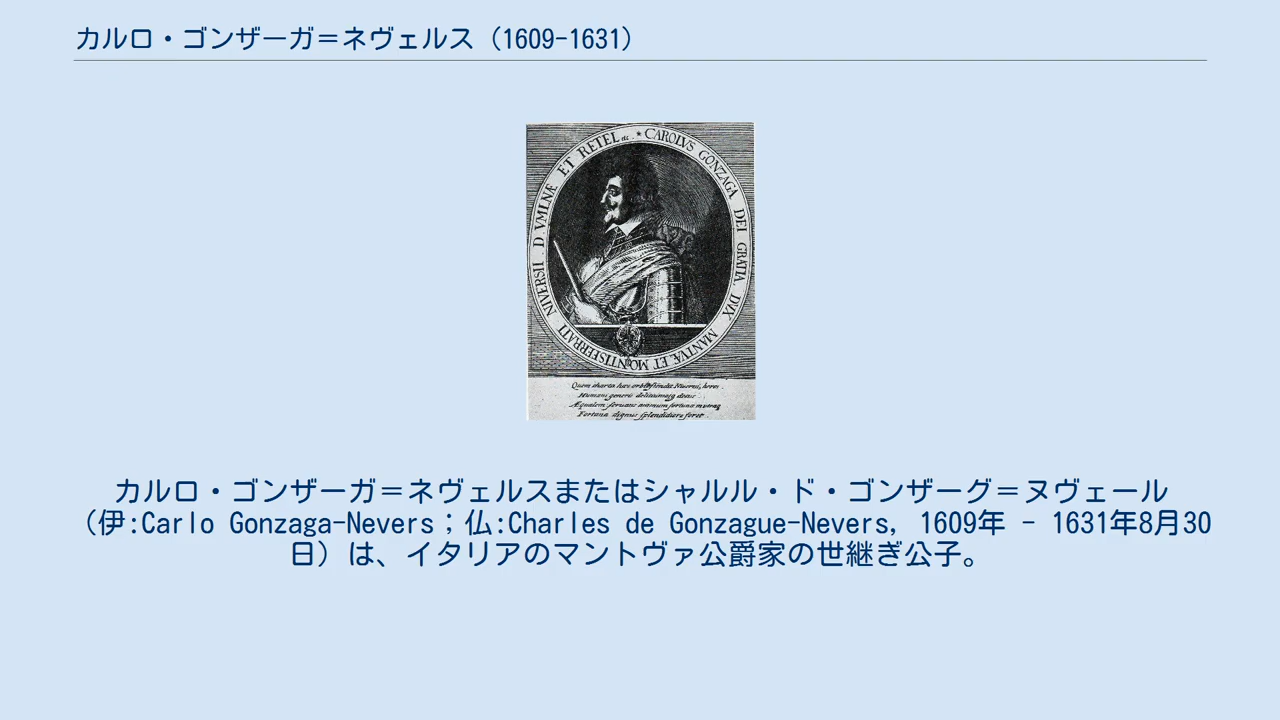 カルロ・ゴンザーガ＝ネヴェルス（1609-1631）
NIVERSII D.VMLNÆ ET RETEL etc. * CAROLVS GONZAGA DEI GRATIA DVX MANTVÆ ET MONTISFERRATI
カルロ・ゴンザーガ＝ネヴェルスまたはシャルル・ド・ゴンザーグ＝ヌヴェール
（伊:Carlo Gonzaga-Nevers；仏:Charles de Gonzague-Nevers, 1609年 - 1631年8月30
日）は、イタリアのマントヴァ公爵家の世継ぎ公子。